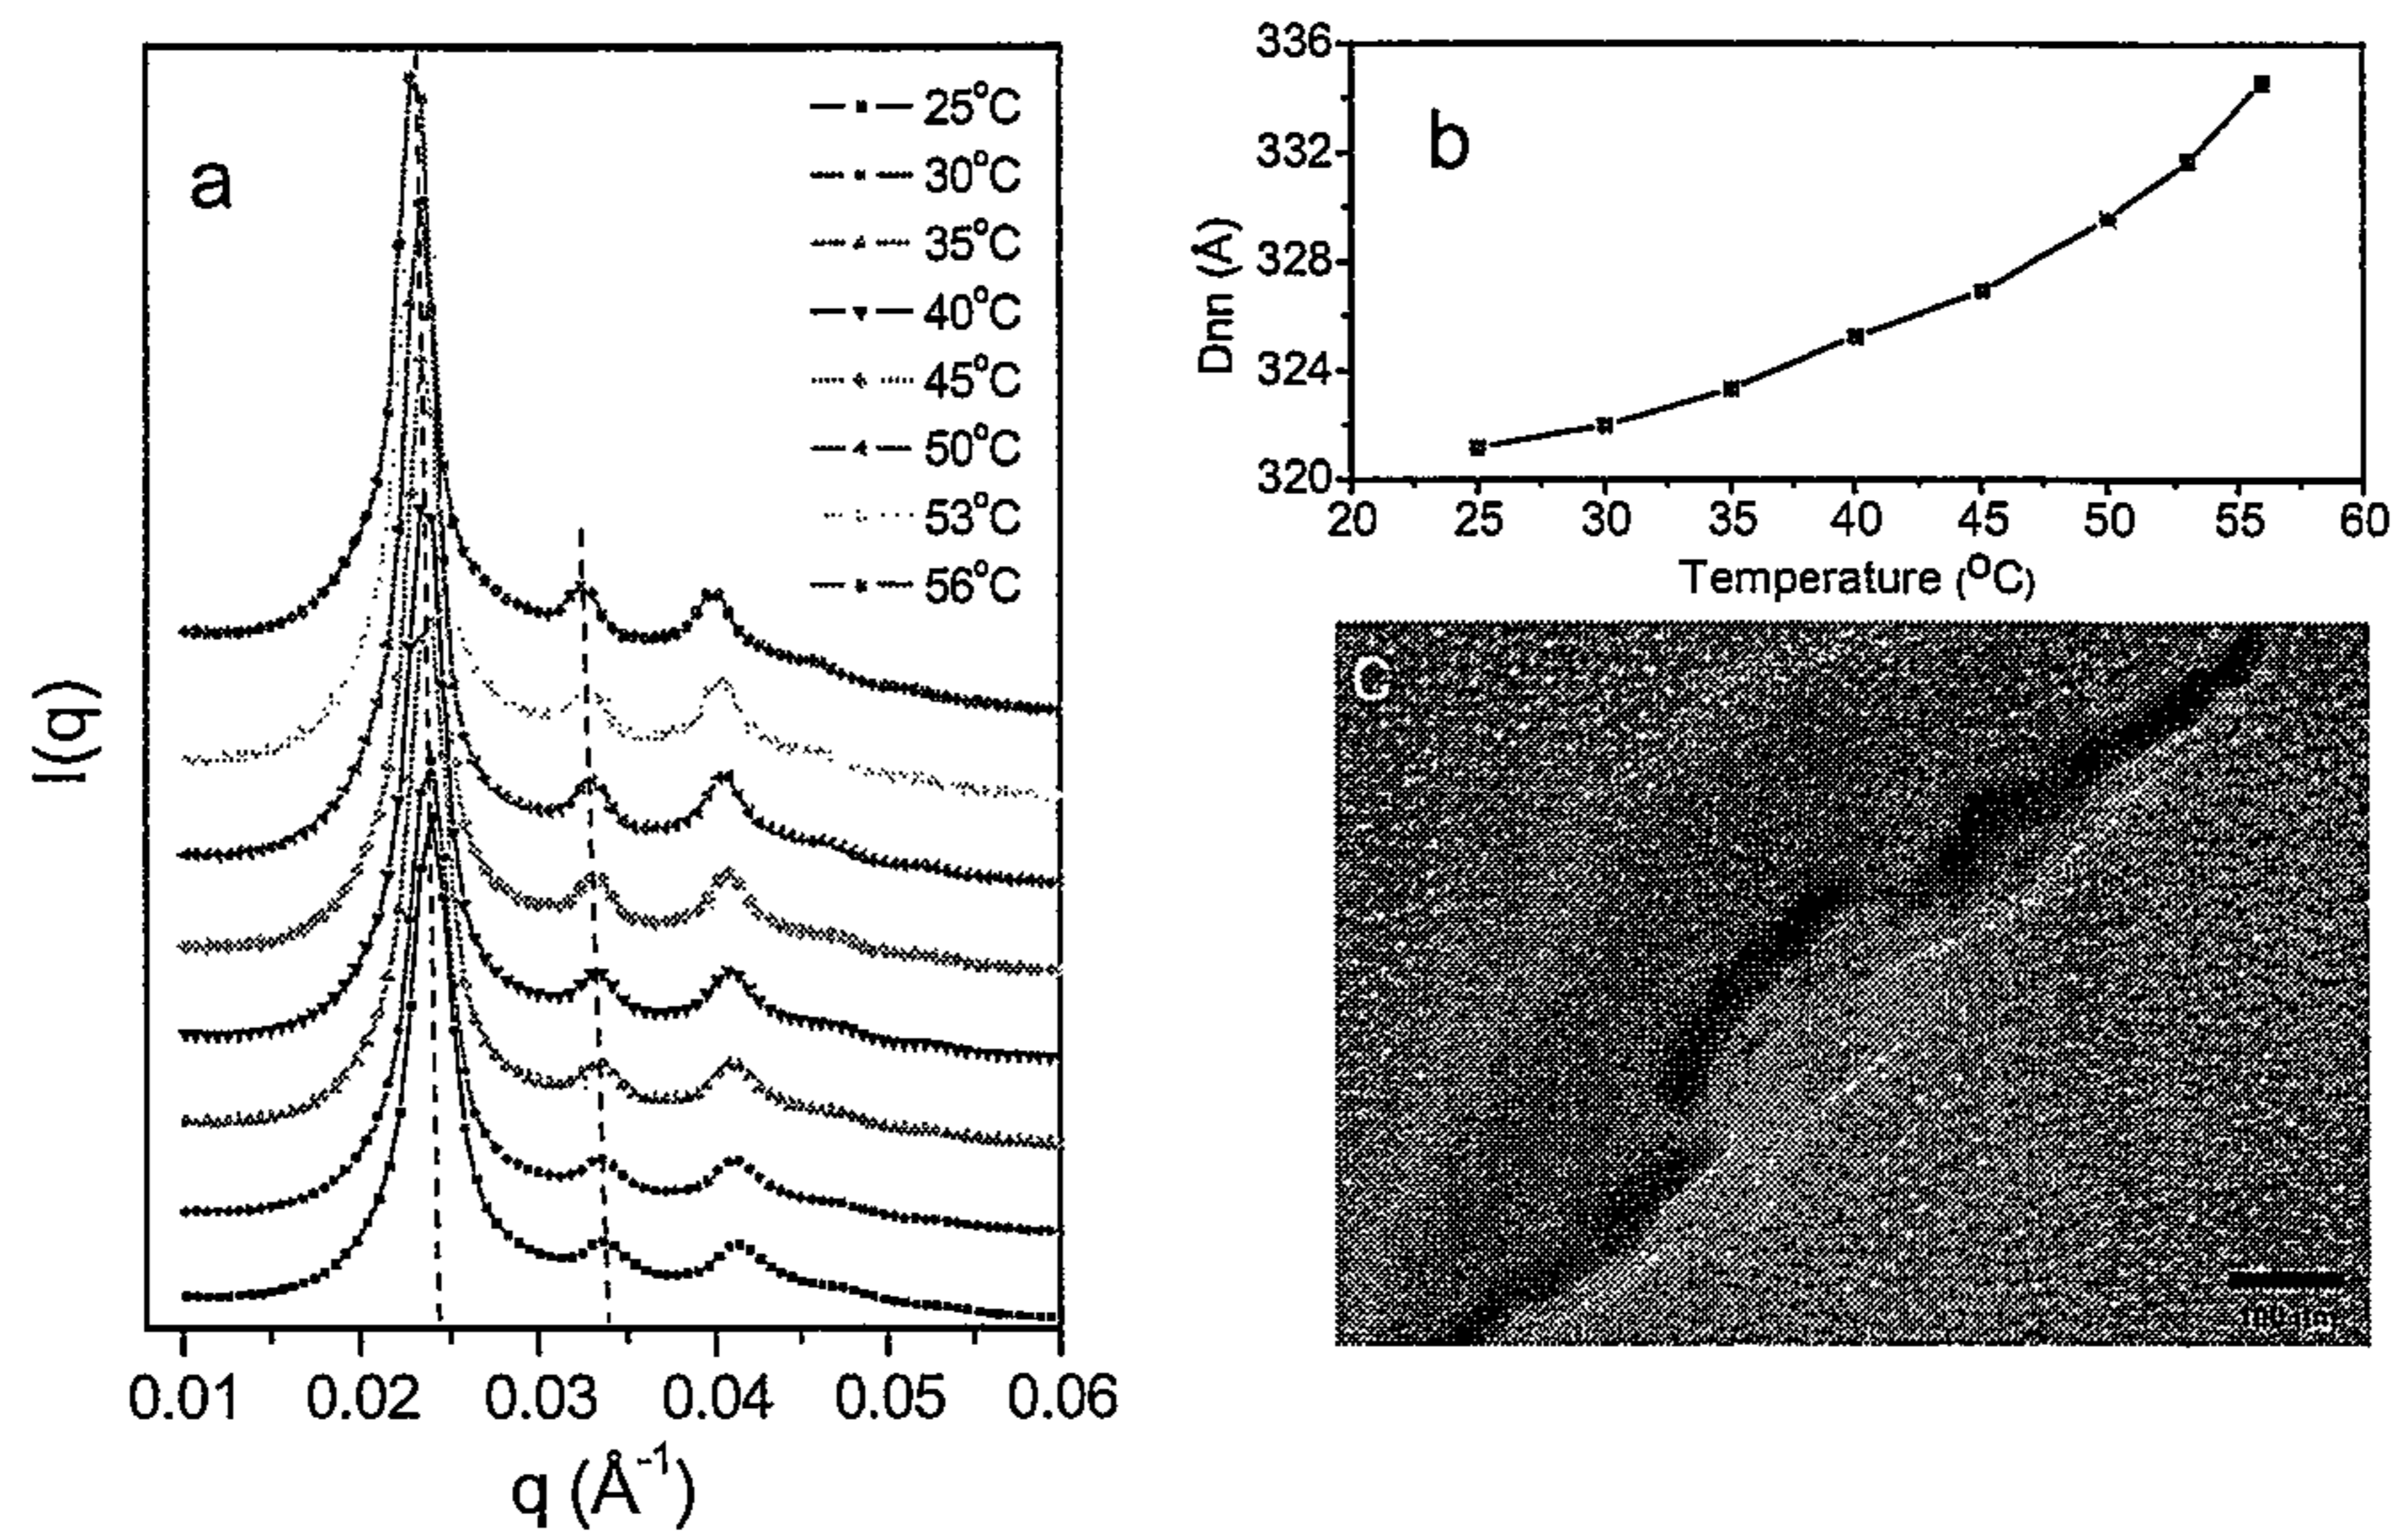 a
25°C
30°C
35°C
40°C
45°C
50°C
53°C
56°C
I(q)
0.01 0.02 0.03 0.04 0.05 0.06
q (Å⁻¹)
b
336
332
328
324
320
Dnn (Å)
20 25 30 35 40 45 50 55 60
Temperature (°C)
c